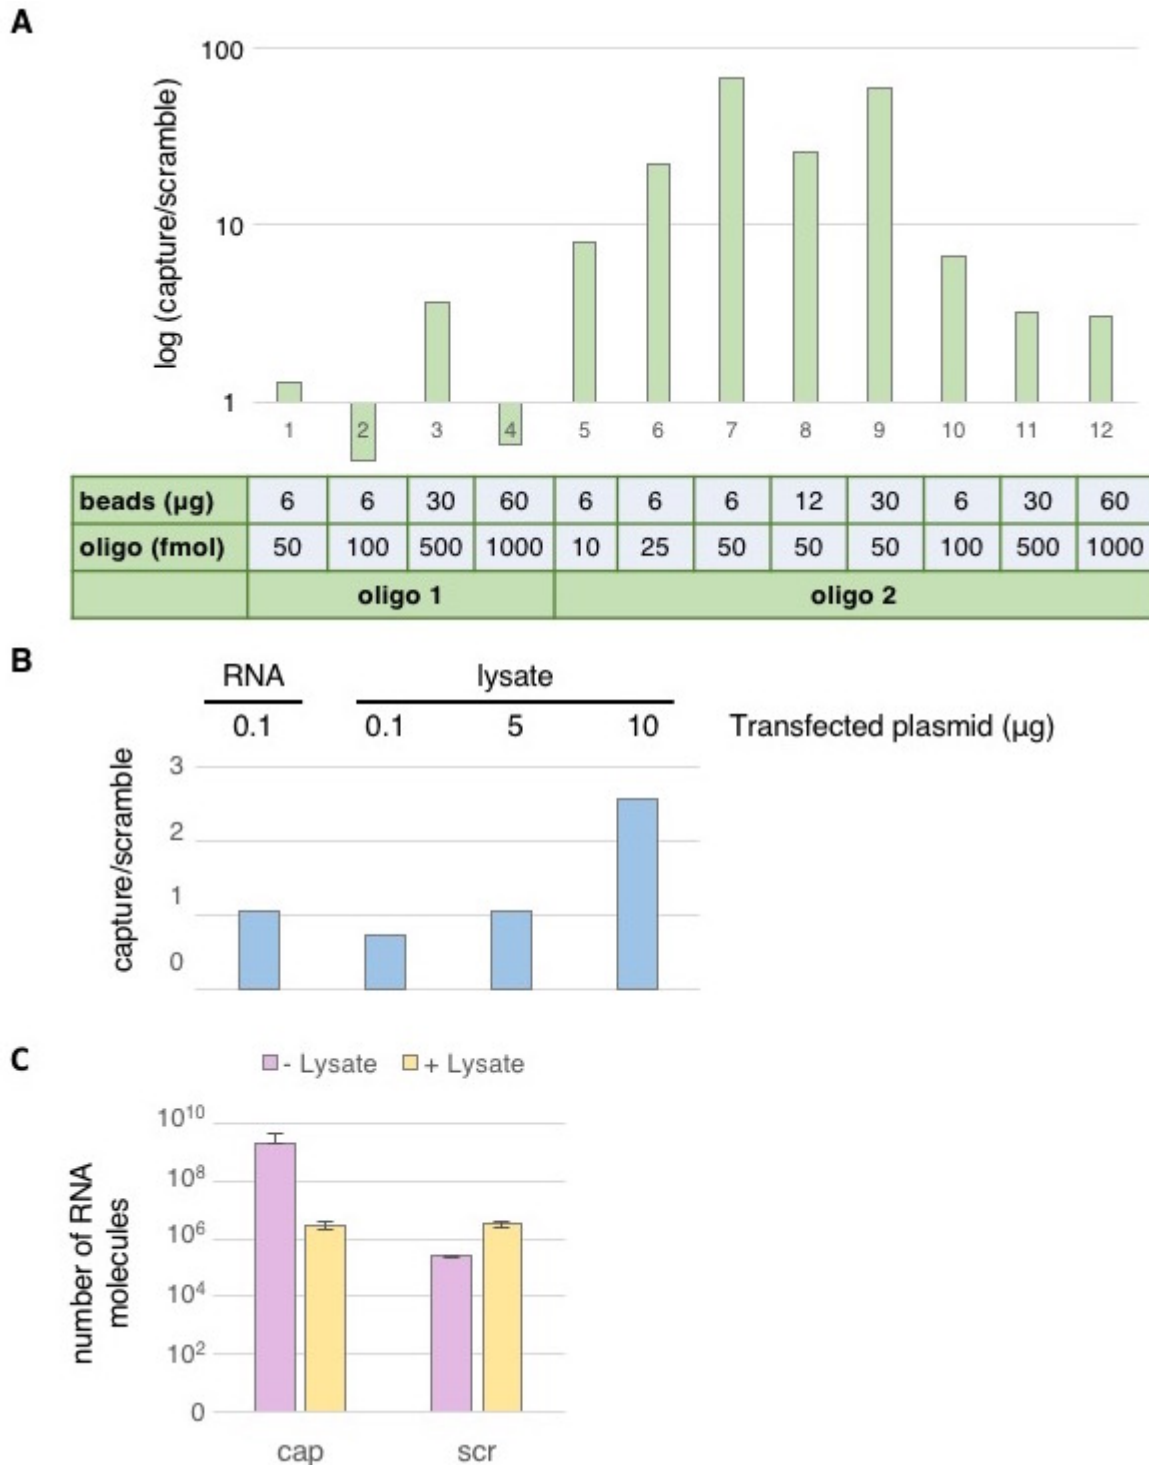 A
log (capture/scramble)
100
10
1
1 2 3 4 5 6 7 8 9 10 11 12
beads (µg) 6 6 30 60 6 6 6 12 30 6 30 60
oligo (fmol) 50 100 500 1000 10 25 50 50 50 100 500 1000
oligo 1 oligo 2
B
RNA lysate
0.1 0.1 5 10 Transfected plasmid (µg)
capture/scramble
3
2
1
0
C
- Lysate + Lysate
number of RNA
molecules
10¹⁰
10⁸
10⁶
10⁴
10²
0
cap scr